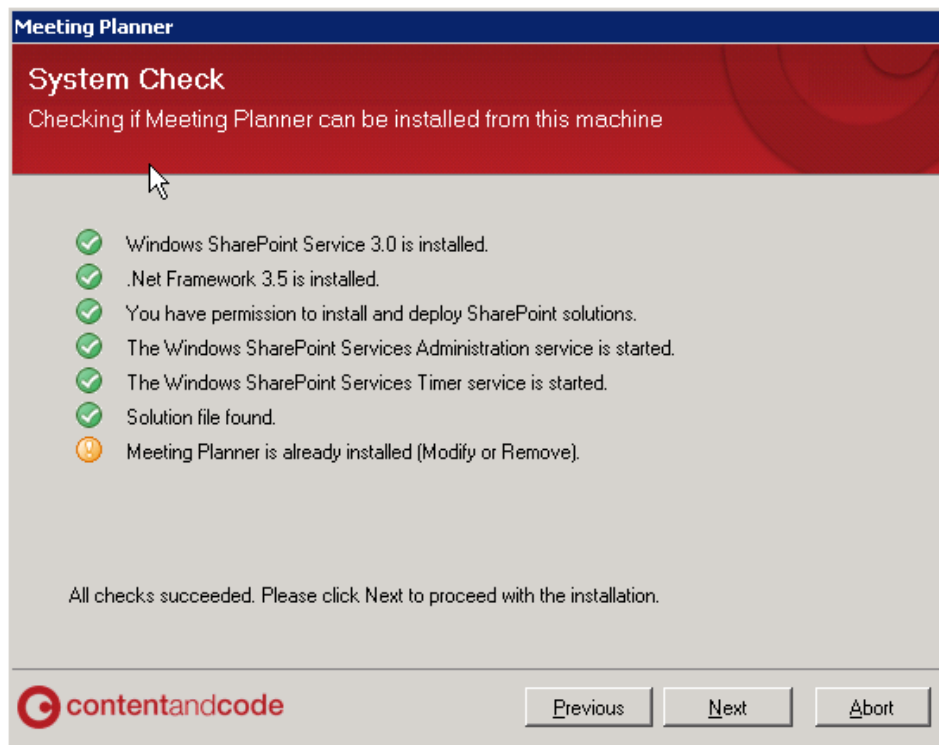 Meeting Planner
System Check
Checking if Meeting Planner can be installed from this machine
Windows SharePoint Service 3.0 is installed.
.Net Framework 3.5 is installed.
You have permission to install and deploy SharePoint solutions.
The Windows SharePoint Services Administration service is started.
The Windows SharePoint Services Timer service is started.
Solution file found.
Meeting Planner is already installed (Modify or Remove).
All checks succeeded. Please click Next to proceed with the installation.
contentandcode
Previous
Next
Abort